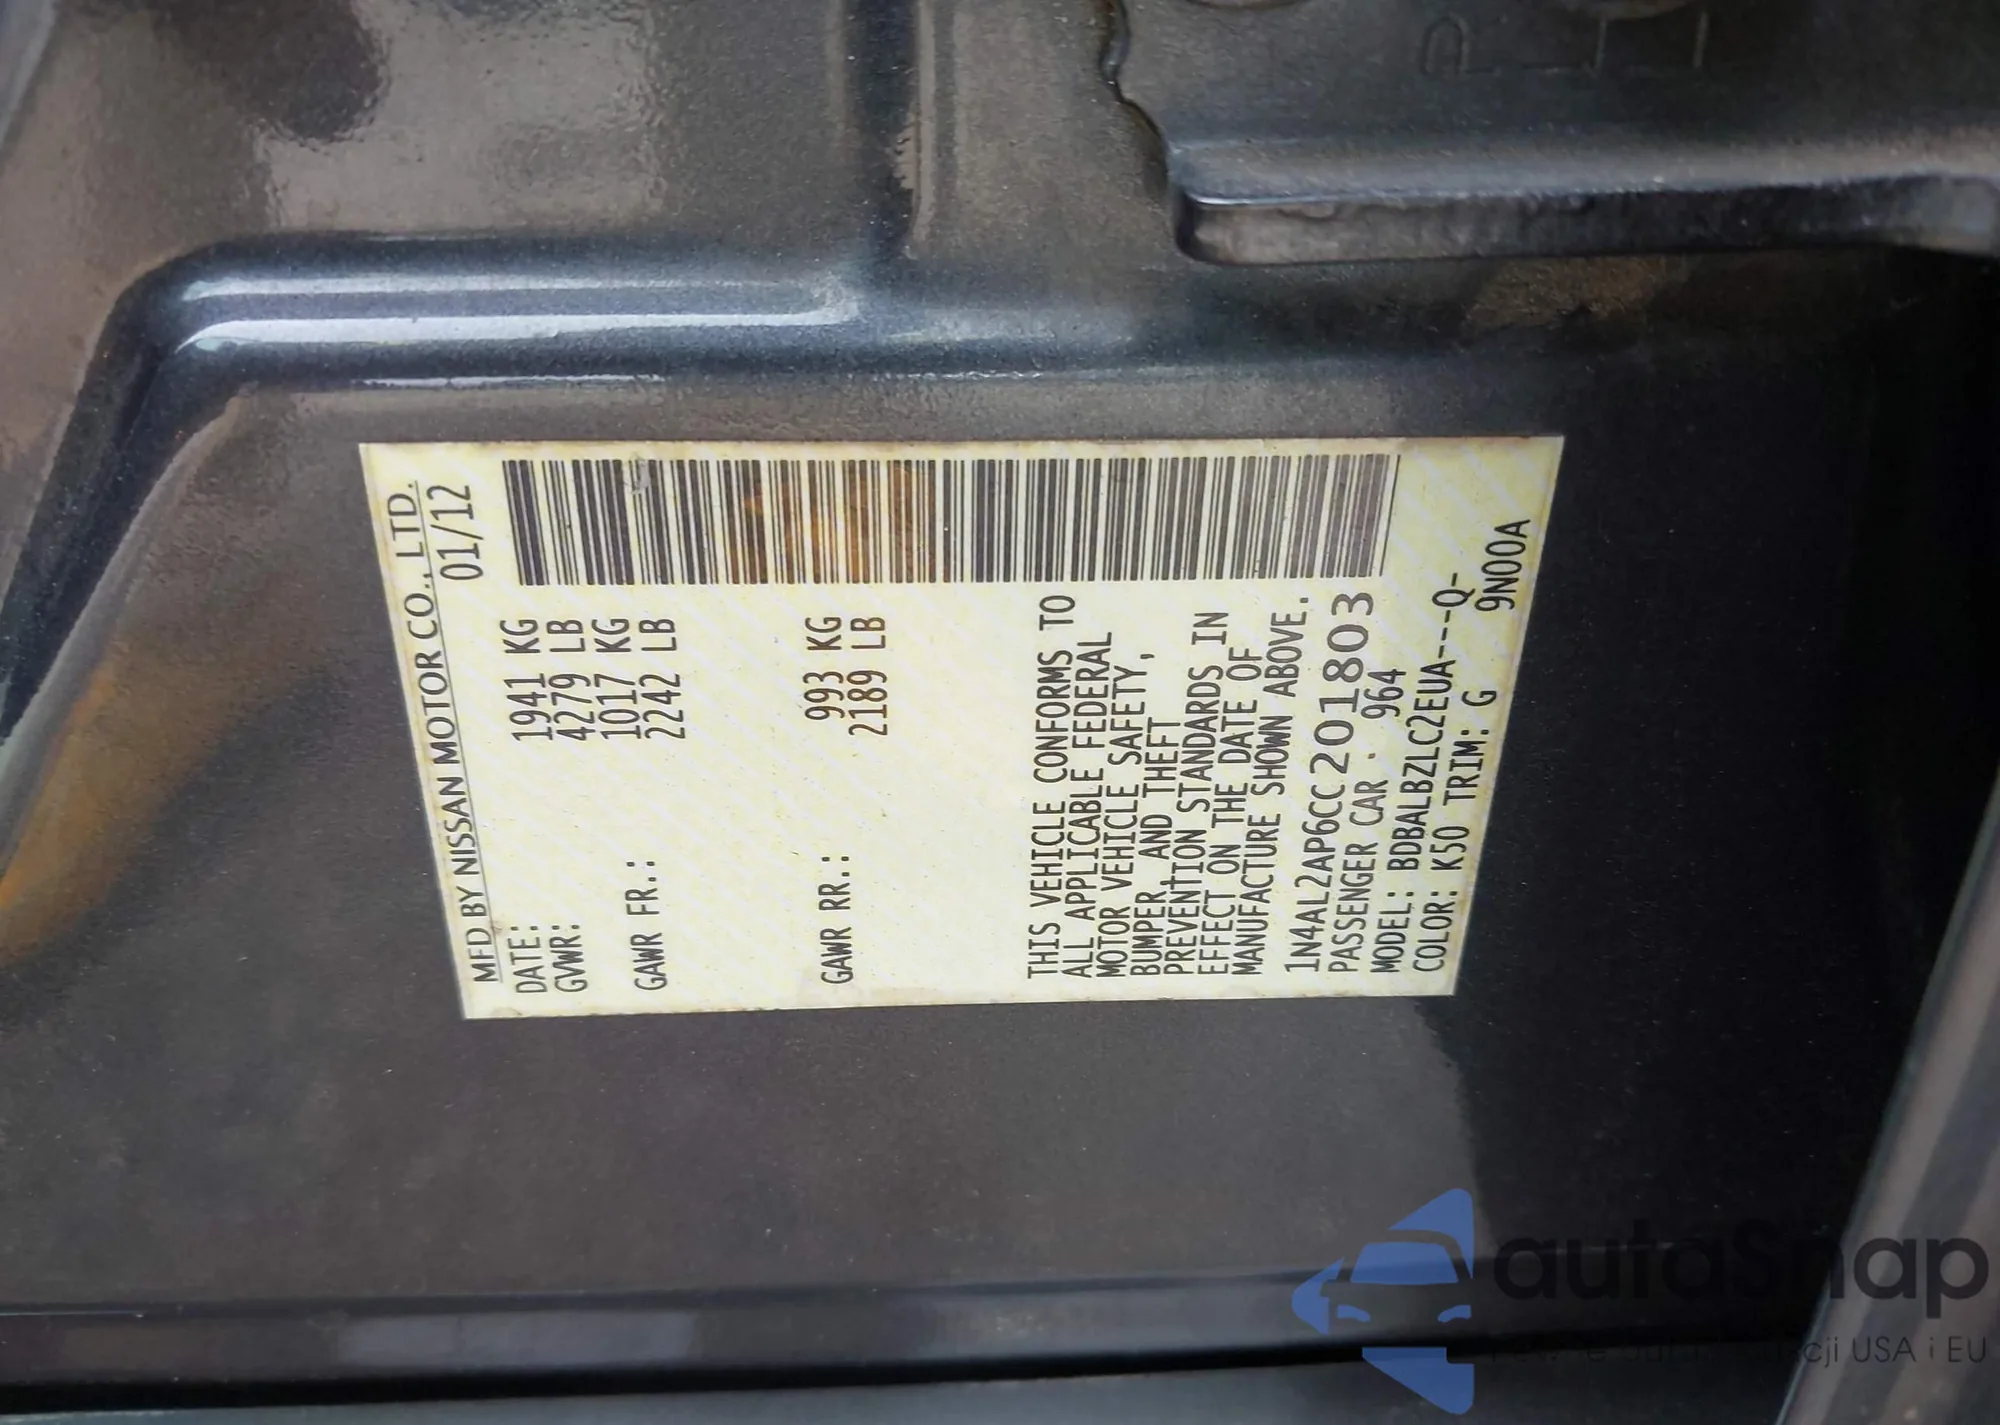 MFD BY NISSAN MOTOR CO., LTD.
DATE: 01/12
GVWR: 1941 KG
4279 LB
GAWR FR.: 1017 KG
2242 LB
GAWR RR.: 993 KG
2189 LB
THIS VEHICLE CONFORMS TO
ALL APPLICABLE FEDERAL
MOTOR VEHICLE SAFETY,
BUMPER, AND THEFT
PREVENTION STANDARDS IN
EFFECT ON THE DATE OF
MANUFACTURE SHOWN ABOVE.
1N4AL2AP6CC201803
PASSENGER CAR . 964
MODEL: BDBALBZLC2EUA---Q-
COLOR: K50 TRIM: G 9N00A
autaSnap
USA i EU